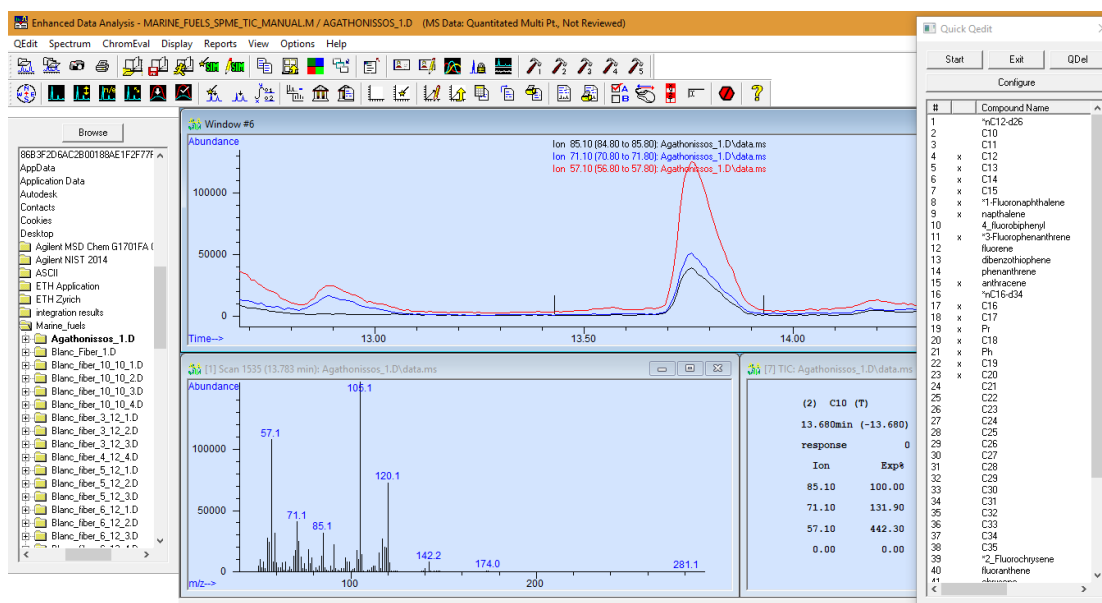 Enhanced Data Analysis - MARINE_FUELS_SPME_TIC_MANUAL.M / AGATHONISSOS_1.D (MS Data: Quantitated Multi Pt., Not Reviewed)
QEdit Spectrum ChromEval Display Reports View Options Help
Browse
AppData
Application Data
Autodesk
Contacts
Cookies
Desktop
Agilent MSD Chem G1701FA (
Agilent NIST 2014
ASCII
ETH Application
ETH Zyrich
integration results
Marine_fuels
Agathonissos_1.D
Blanc_Fiber_1.D
Blanc_fiber_10_10_1.D
Blanc_fiber_10_10_2.D
Blanc_fiber_10_10_3.D
Blanc_fiber_10_10_4.D
Blanc_fiber_3_12_1.D
Blanc_fiber_3_12_2.D
Blanc_fiber_3_12_3.D
Blanc_fiber_4_12_4.D
Blanc_fiber_5_12_1.D
Blanc_fiber_5_12_2.D
Blanc_fiber_5_12_3.D
Blanc_fiber_6_12_1.D
Blanc_fiber_6_12_2.D
Blanc_fiber_6_12_3.D
Window #6
Abundance
Ion 85.10 (84.80 to 85.80): Agathonissos_1.D\data.ms
Ion 71.10 (70.80 to 71.80): Agathonissos_1.D\data.ms
Ion 57.10 (56.80 to 57.80): Agathonissos_1.D\data.ms
100000
50000
0
Time-->
13.00
13.50
14.00
[1] Scan 1535 (13.783 min): Agathonissos_1.D\data.ms
Abundance
105.1
57.1
100000
120.1
50000
71.1
85.1
142.2
174.0
281.1
0
m/z-->
100
200
[7] TIC: Agathonissos_1.D\data.ms
(2) C10 (T)
13.680min (-13.680)
response 0
Ion Exp%
85.10 100.00
71.10 131.90
57.10 442.30
0.00 0.00
Quick Qedit
Start Exit QDel
Configure
# Compound Name
1 *nC12-d26
2 C10
3 C11
4 x C12
5 x C13
6 x C14
7 x C15
8 x *1-Fluoronaphthalene
9 x napthalene
10 4_fluorobiphenyl
11 x *3-Fluorophenanthrene
12 fluorene
13 dibenzothiophene
14 phenanthrene
15 x anthracene
16 *nC16-d34
17 x C16
18 x C17
19 x Pr
20 x C18
21 x Ph
22 x C19
23 x C20
24 C21
25 C22
26 C23
27 C24
28 C25
29 C26
30 C27
31 C28
32 C29
33 C30
34 C31
35 C32
36 C33
37 C34
38 C35
39 *2_Fluorochrysene
40 fluoranthene